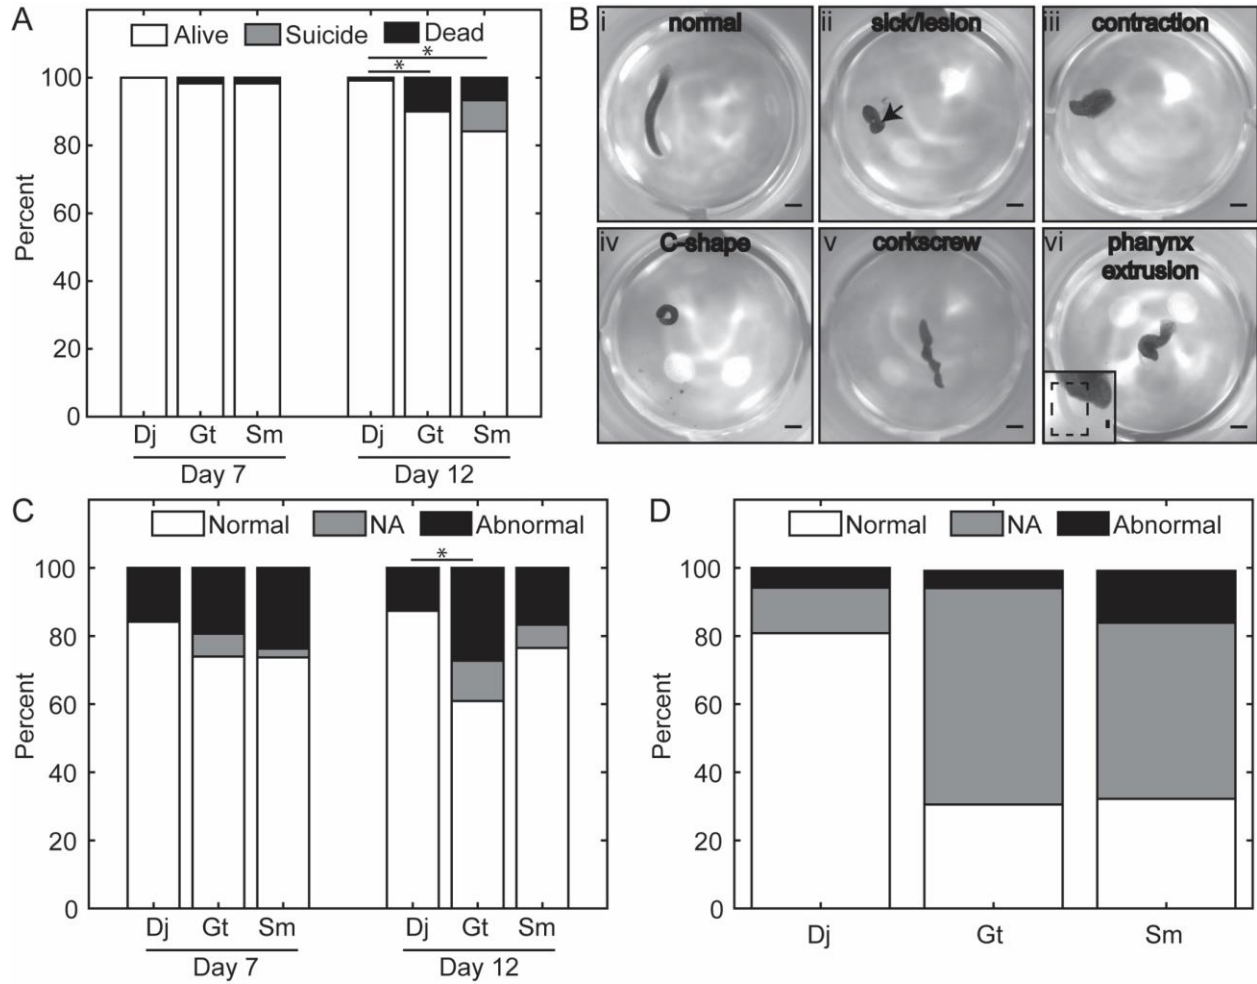 A
Alive Suicide Dead
* *
100
80
60
40
20
0
Percent
Dj Gt Sm Dj Gt Sm
Day 7 Day 12
B
i normal
ii sick/lesion
iii contraction
iv C-shape
v corkscrew
vi pharynx
extrusion
C
Normal NA Abnormal
*
100
80
60
40
20
0
Percent
Dj Gt Sm Dj Gt Sm
Day 7 Day 12
D
Normal NA Abnormal
100
80
60
40
20
0
Percent
Dj Gt Sm